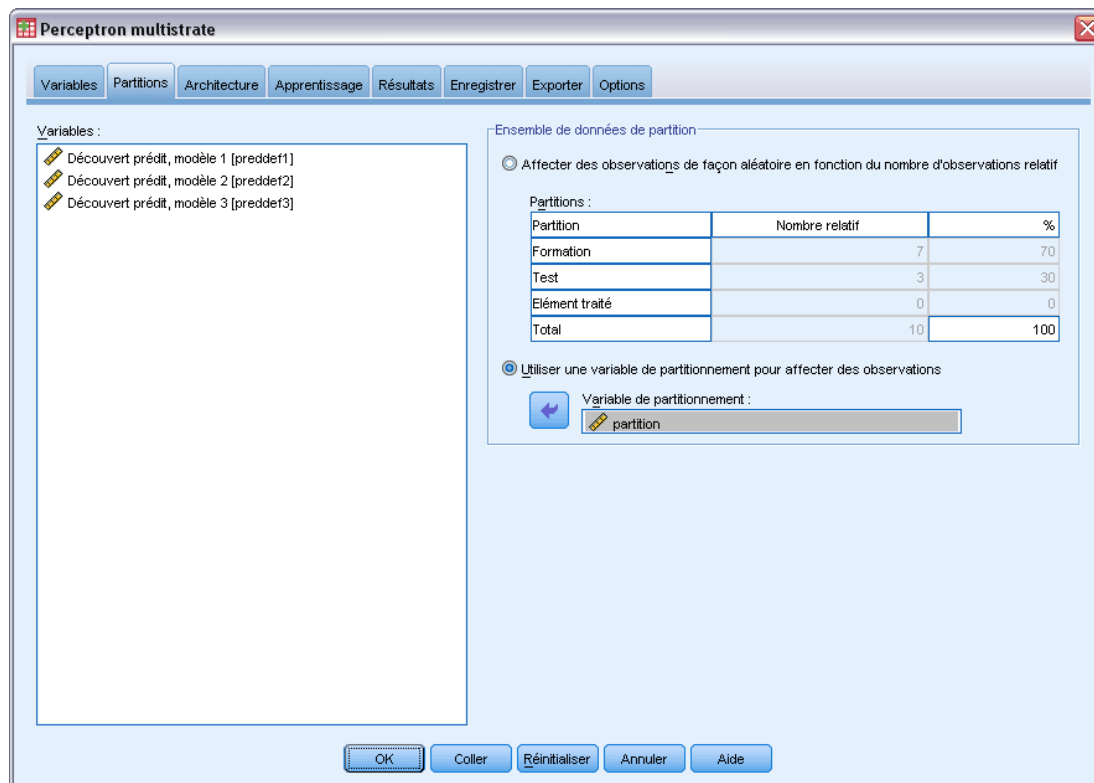 Perceptron multistrate
Variables Partitions Architecture Apprentissage Résultats Enregistrer Exporter Options
Variables :
Découvert prédit, modèle 1 [preddef1]
Découvert prédit, modèle 2 [preddef2]
Découvert prédit, modèle 3 [preddef3]
Ensemble de données de partition
Affecter des observations de façon aléatoire en fonction du nombre d'observations relatif
Partitions :
Partition Nombre relatif %
Formation 7 70
Test 3 30
Elément traité 0 0
Total 10 100
Utiliser une variable de partitionnement pour affecter des observations
Variable de partitionnement :
partition
OK Coller Réinitialiser Annuler Aide